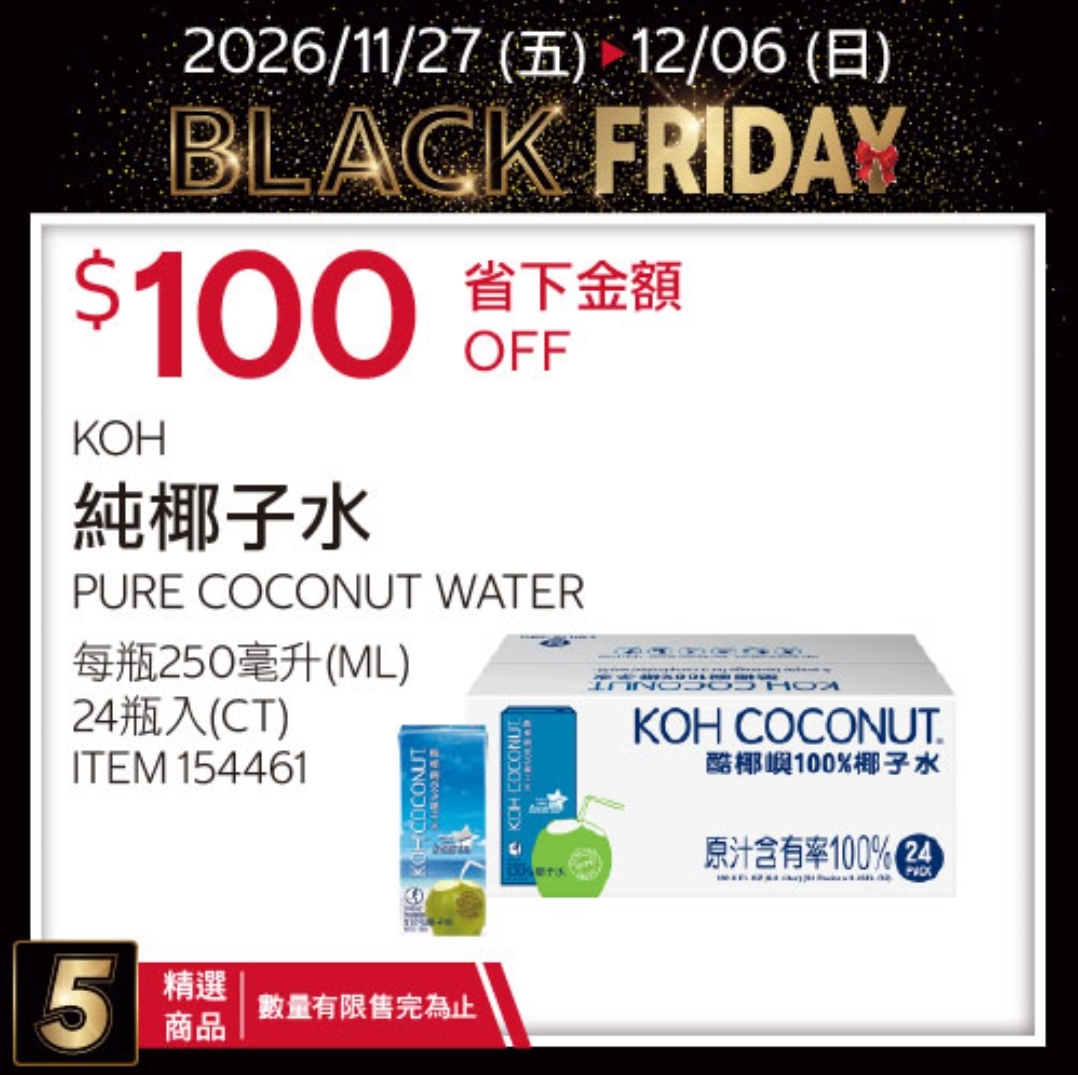 2026/11/27 (五) ▶ 12/06 (日)
BLACK FRIDAY
$100 省下金額
OFF
KOH
純椰子水
PURE COCONUT WATER
每瓶250毫升(ML)
24瓶入(CT)
ITEM 154461
KOH COCONUT
KOH COCONUT
KOH COCONUT
KOH COCONUT.
酷椰嶼100%椰子水
原汁含有率100%
24
PACK
5
精選
商品
數量有限售完為止